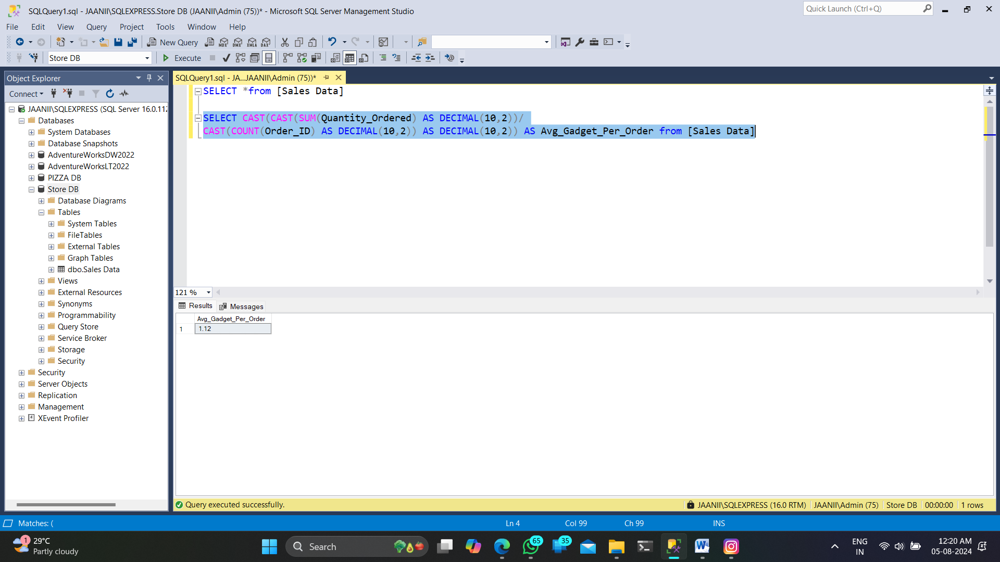 SQLQuery1.sql - JAANII\SQLEXPRESS.Store DB (JAANII\Admin (75))* - Microsoft SQL Server Management Studio
Quick Launch (Ctrl+Q)
File Edit View Query Project Tools Window Help
New Query MDX DMX XMLA DAX
Store DB Execute
Object Explorer
Connect
JAANII\SQLEXPRESS (SQL Server 16.0.112
Databases
System Databases
Database Snapshots
AdventureWorksDW2022
AdventureWorksLT2022
PIZZA DB
Store DB
Database Diagrams
Tables
System Tables
FileTables
External Tables
Graph Tables
dbo.Sales Data
Views
External Resources
Synonyms
Programmability
Query Store
Service Broker
Storage
Security
Security
Server Objects
Replication
Management
XEvent Profiler
SQLQuery1.sql - JA...JAANII\Admin (75))*
SELECT *from [Sales Data]
SELECT CAST(CAST(SUM(Quantity_Ordered) AS DECIMAL(10,2))/
CAST(COUNT(Order_ID) AS DECIMAL(10,2)) AS DECIMAL(10,2)) AS Avg_Gadget_Per_Order from [Sales Data]
121 %
Results Messages
Avg_Gadget_Per_Order
1 1.12
Query executed successfully. JAANII\SQLEXPRESS (16.0 RTM) JAANII\Admin (75) Store DB 00:00:00 1 rows
Matches: ( Ln 4 Col 99 Ch 99 INS
1 29°C
Partly cloudy
Search
65
35
ENG
IN
12:20 AM
05-08-2024